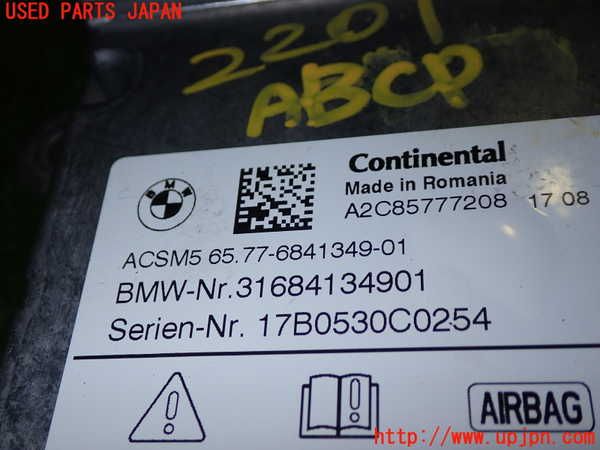 USED PARTS JAPAN
2201
ABCP
BMW
Continental
Made in Romania
A2C85777208 17 08
ACSM5 65.77-6841349-01
BMW-Nr.31684134901
Serien-Nr. 17B0530C0254
AIRBAG
http://www.upjpn.com/